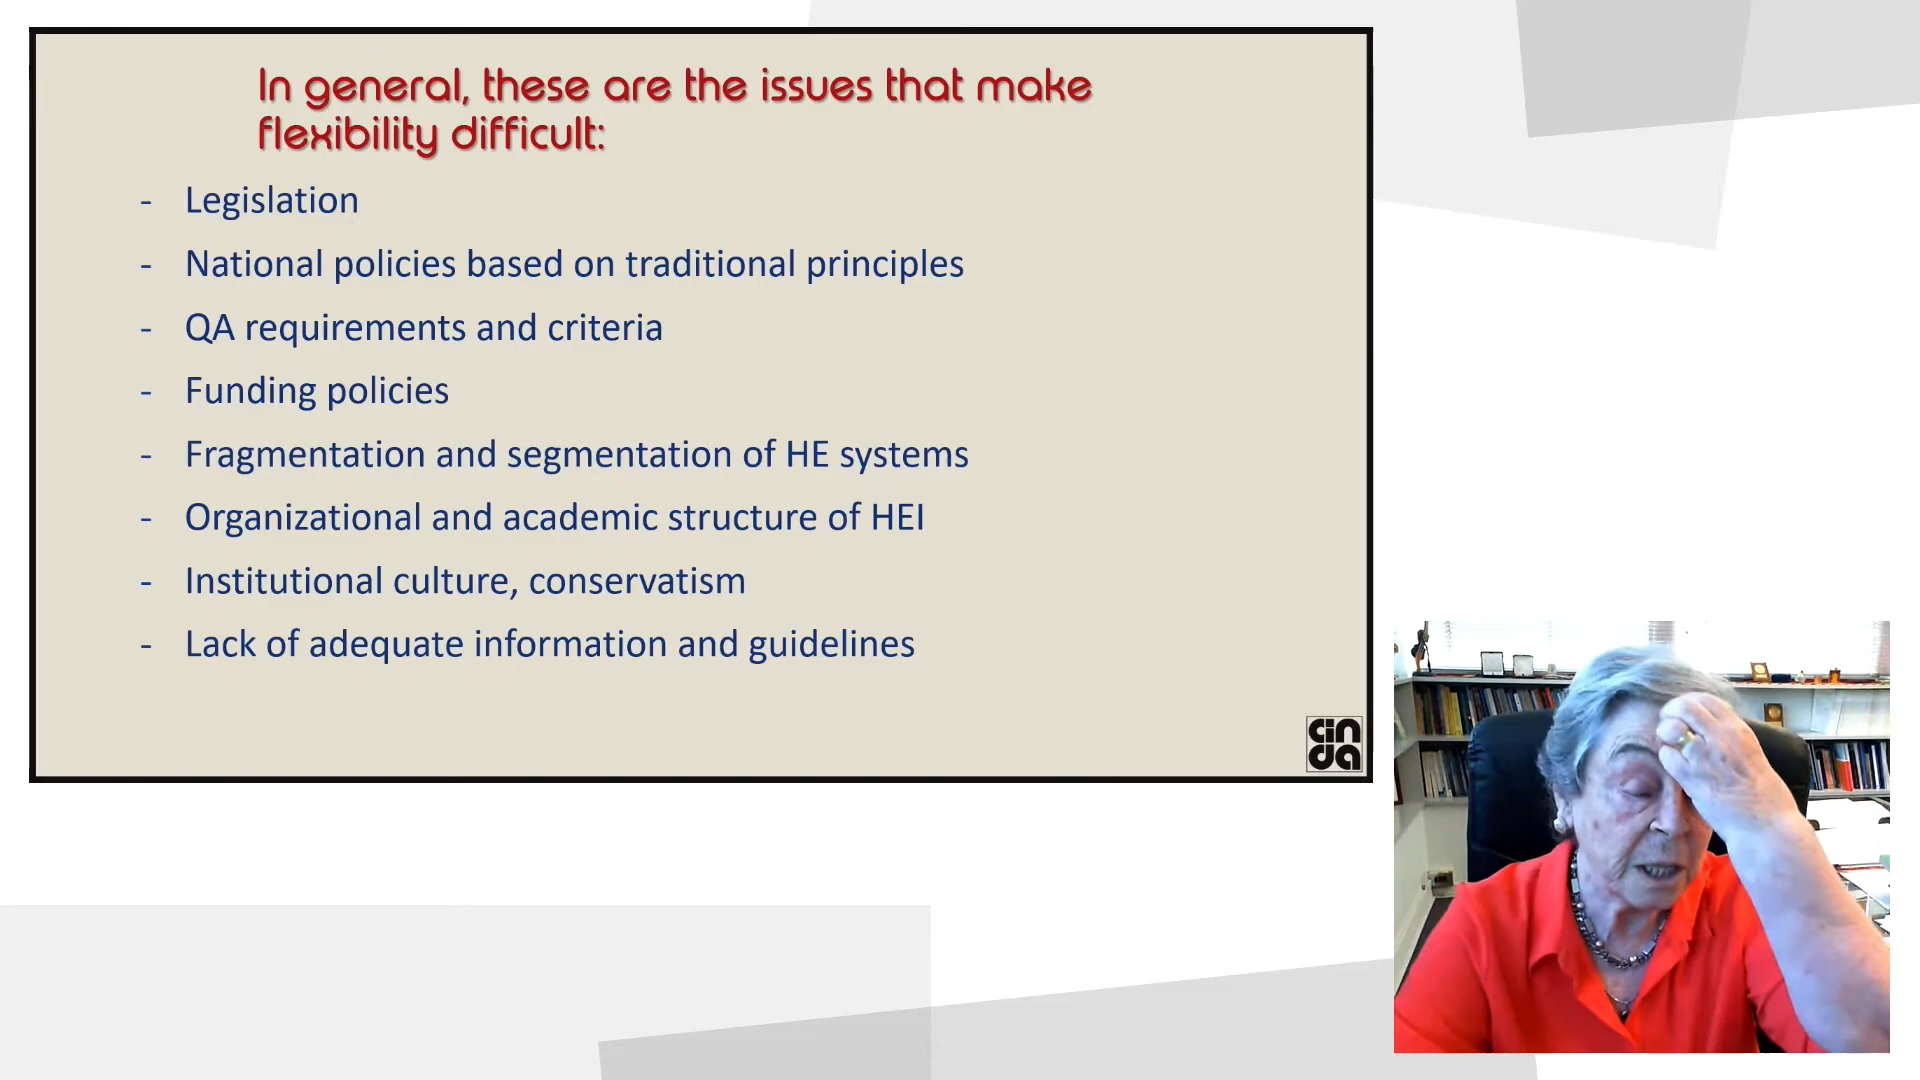 In general, these are the issues that make
flexibility difficult:
- Legislation
- National policies based on traditional principles
- QA requirements and criteria
- Funding policies
- Fragmentation and segmentation of HE systems
- Organizational and academic structure of HEI
- Institutional culture, conservatism
- Lack of adequate information and guidelines
cin
da